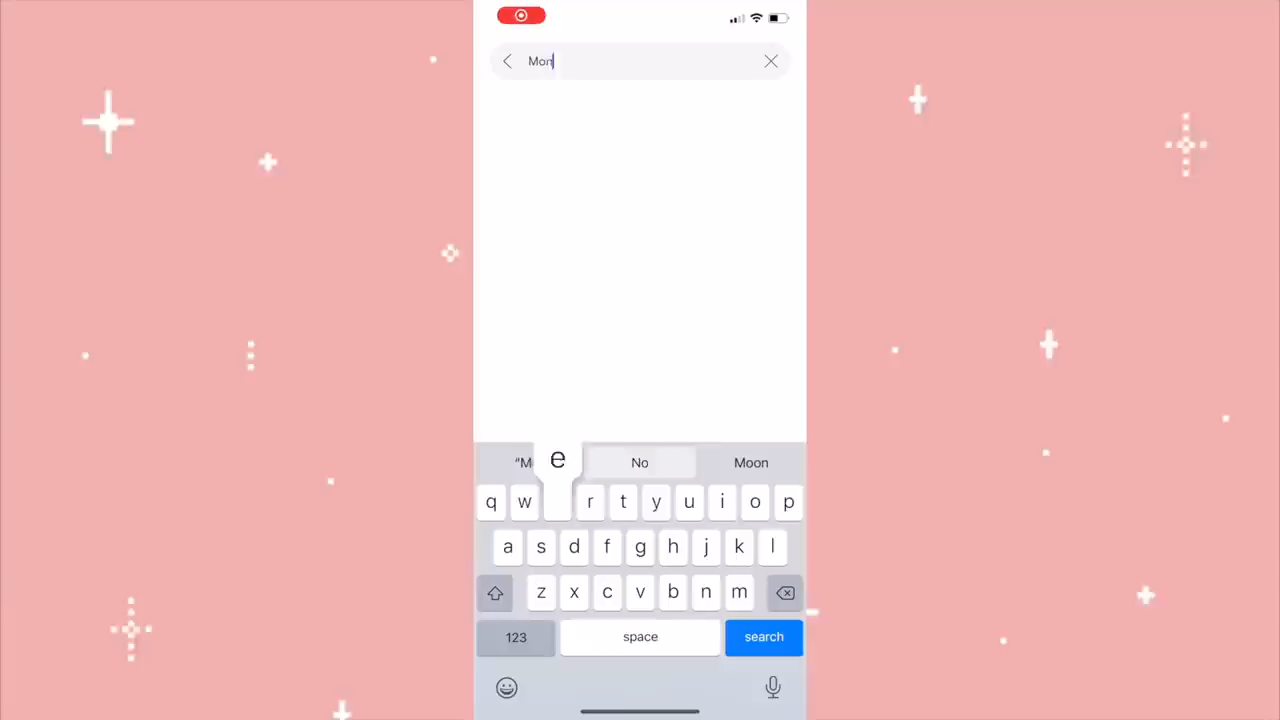 Mon
"M
e
No
Moon
q w r t y u i o p
a s d f g h j k l
z x c v b n m
123
space
search